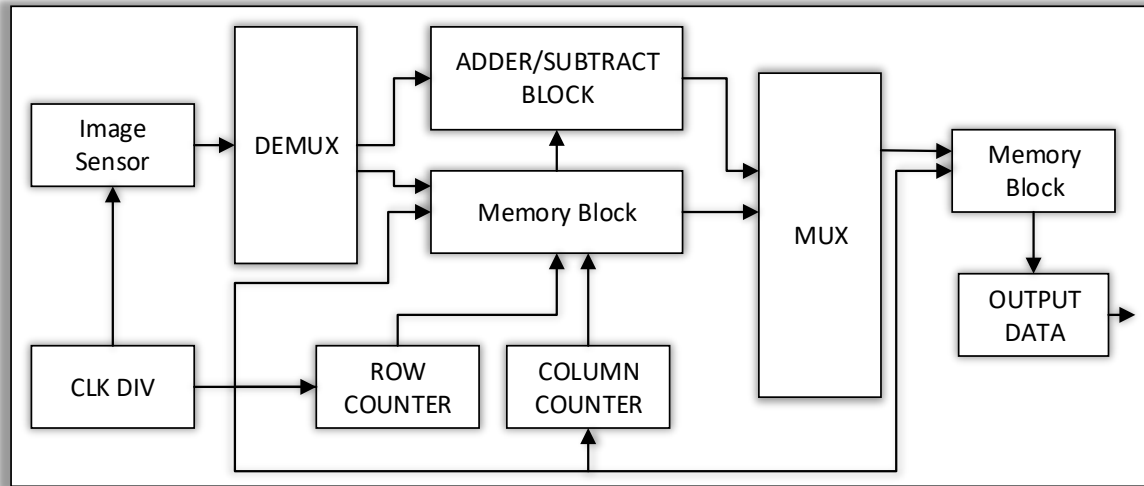 ADDER/SUBTRACT
BLOCK
Image
Sensor
DEMUX
Memory Block
MUX
Memory
Block
OUTPUT
DATA
CLK DIV
ROW
COUNTER
COLUMN
COUNTER